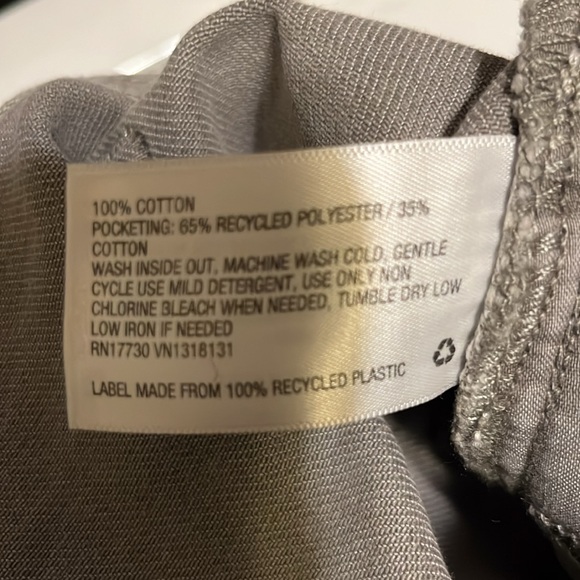 100% COTTON
POCKETING: 65% RECYCLED POLYESTER / 35%
COTTON
WASH INSIDE OUT, MACHINE WASH COLD, GENTLE
CYCLE USE MILD DETERGENT, USE ONLY NON
CHLORINE BLEACH WHEN NEEDED, TUMBLE DRY LOW
LOW IRON IF NEEDED
RN17730 VN1318131
LABEL MADE FROM 100% RECYCLED PLASTIC